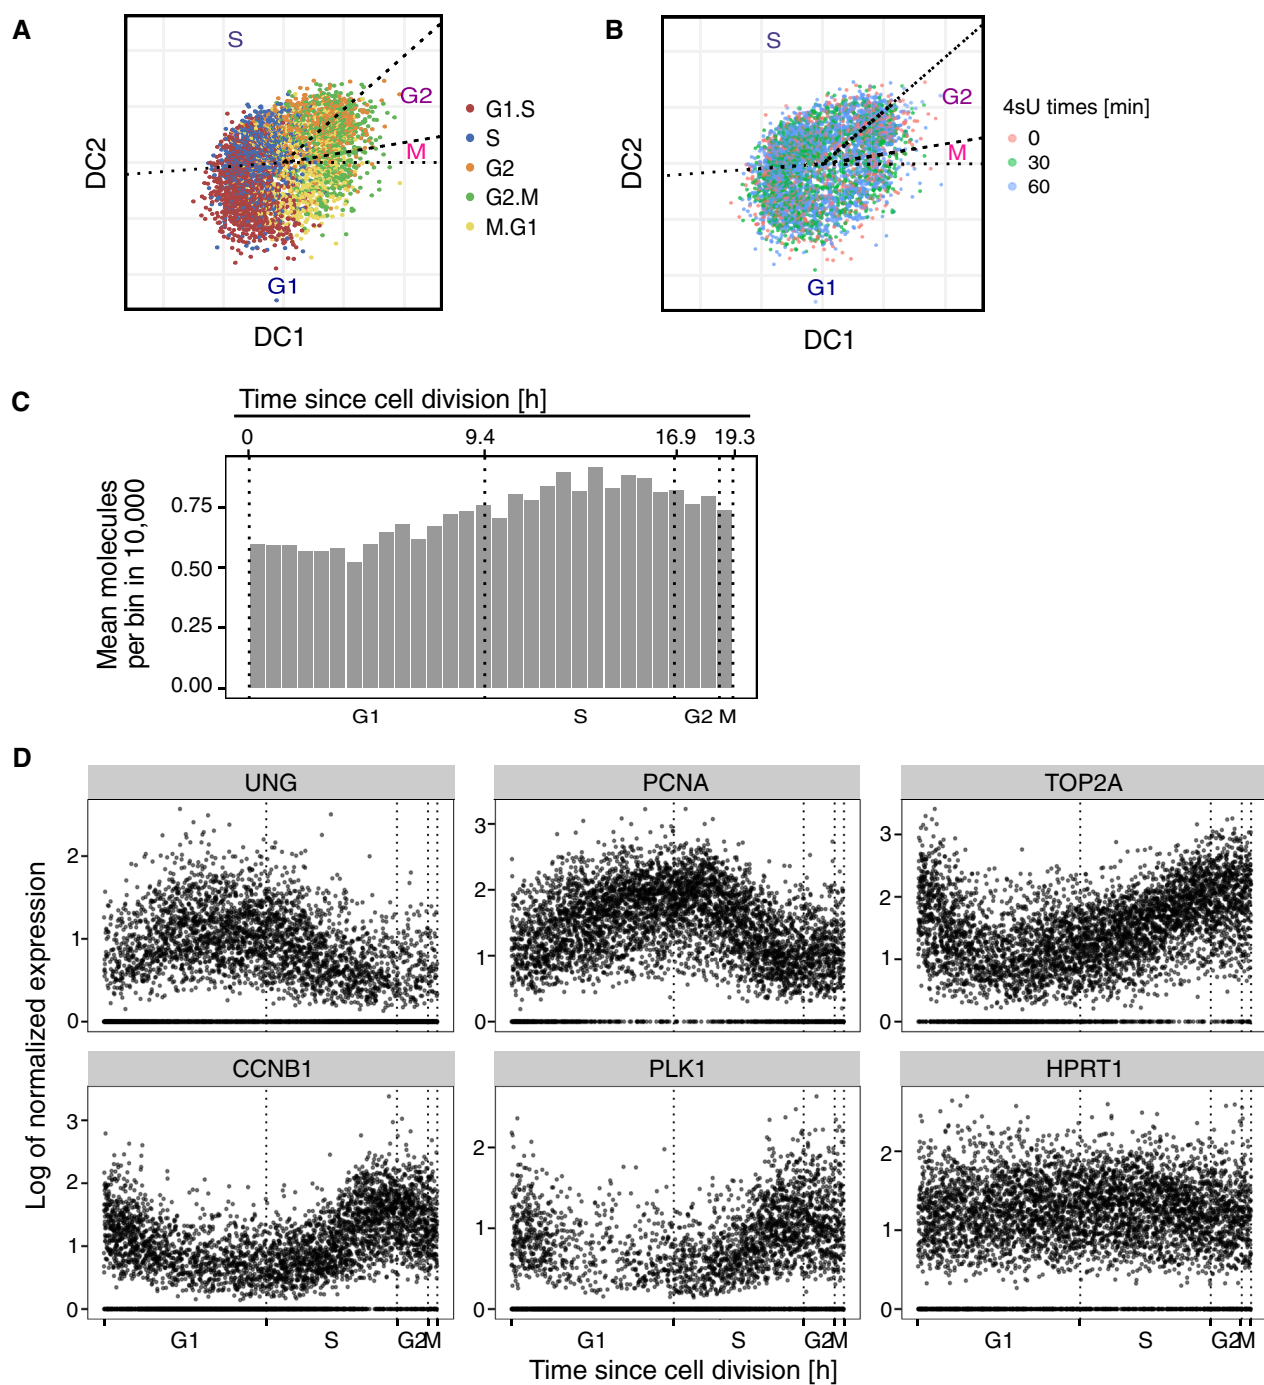 A
S
G2
M
G1
DC2
DC1
G1.S
S
G2
G2.M
M.G1
B
S
G2
M
G1
DC2
DC1
4sU times [min]
0
30
60
C
Time since cell division [h]
0 9.4 16.9 19.3
Mean molecules
per bin in 10,000
0.75
0.50
0.25
0.00
G1 S G2 M
D
Log of normalized expression
UNG
2
1
0
PCNA
3
2
1
0
TOP2A
3
2
1
0
CCNB1
3
2
1
0
G1 S G2 M
PLK1
2
1
0
G1 S G2 M
HPRT1
2
1
0
G1 S G2 M
Time since cell division [h]